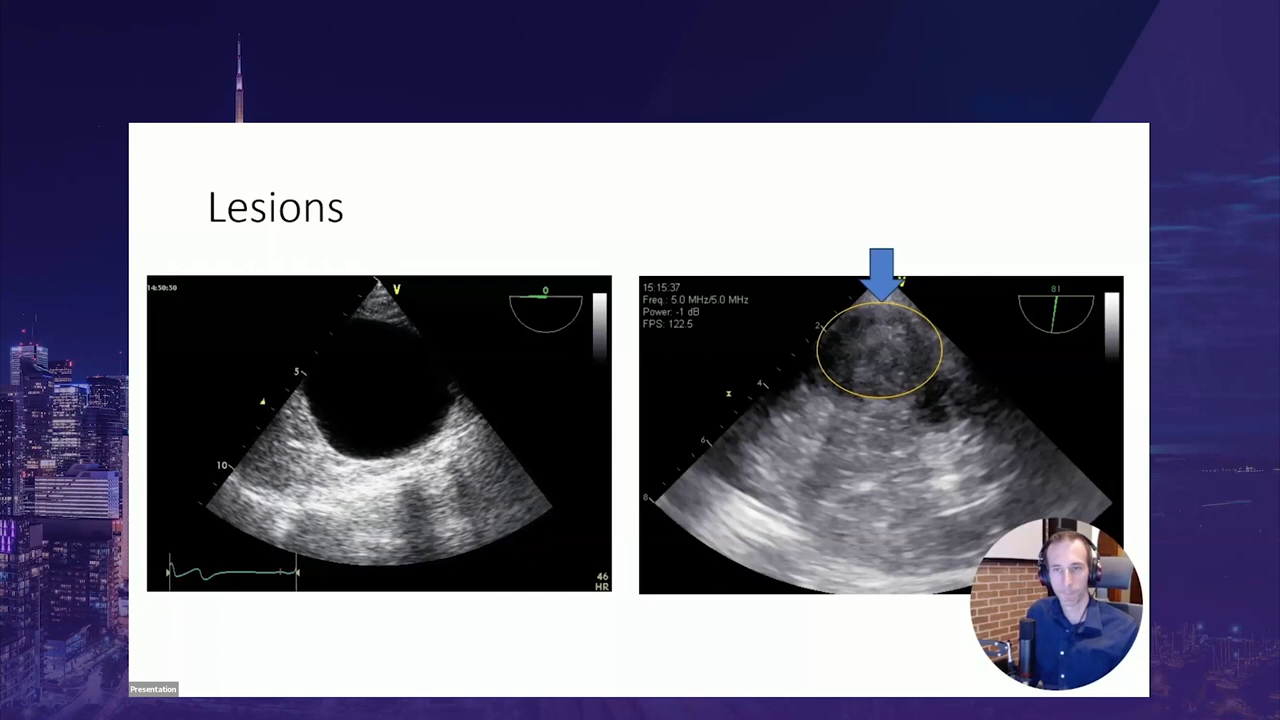 Lesions
14:50:50
V
0
5
10
46
HR
15:15:37
Freq.: 5.0 MHz/5.0 MHz
Power: -1 dB
FPS: 122.5
V
81
2
4
6
8
Presentation